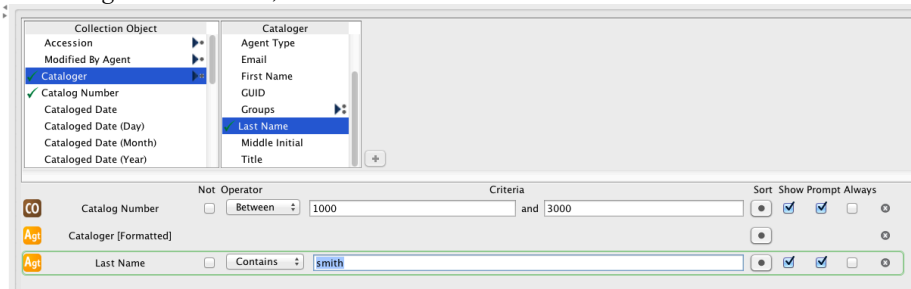 Collection Object Cataloger
Accession Agent Type
Modified By Agent Email
Cataloger First Name
Catalog Number GUID
Cataloged Date Groups
Cataloged Date (Day) Last Name
Cataloged Date (Month) Middle Initial
Cataloged Date (Year) Title
Not Operator Criteria Sort Show Prompt Always
CO Catalog Number Between 1000 and 3000
Agt Cataloger [Formatted]
Agt Last Name Contains smith